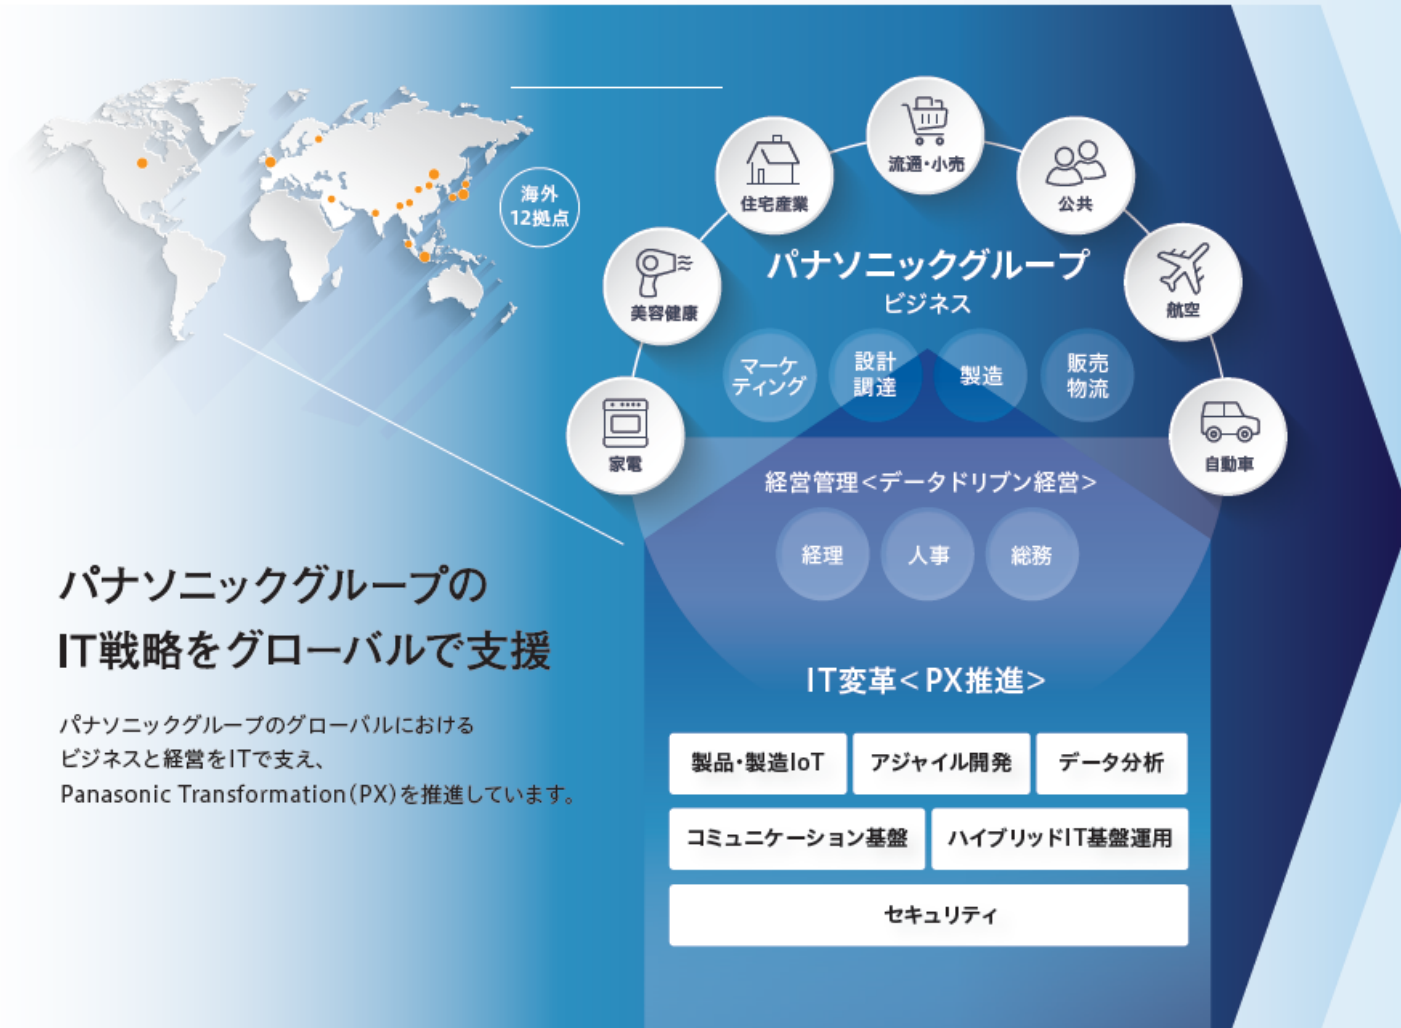 海外
12拠点
流通・小売
住宅産業
公共
美容健康
航空
家電
自動車
パナソニックグループ
ビジネス
マーケ
ティング
設計
調達
製造
販売
物流
経営管理＜データドリブン経営＞
経理
人事
総務
パナソニックグループの
IT戦略をグローバルで支援
パナソニックグループのグローバルにおける
ビジネスと経営をITで支え、
Panasonic Transformation（PX）を推進しています。
IT変革＜PX推進＞
製品・製造IoT
アジャイル開発
データ分析
コミュニケーション基盤
ハイブリッドIT基盤運用
セキュリティ